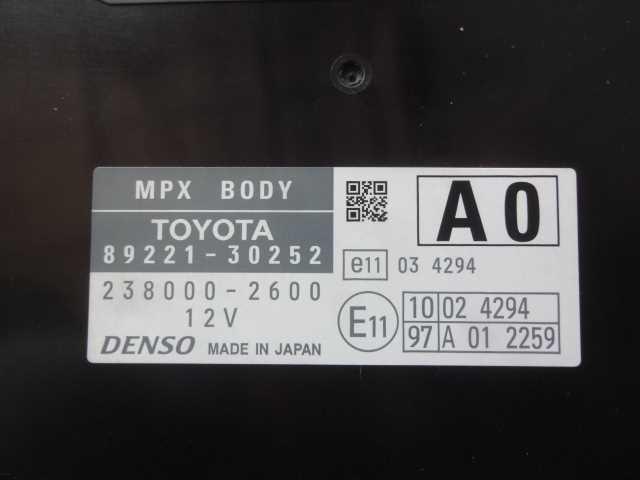 MPX BODY
TOYOTA
89221-30252
238000-2600
12V
DENSO MADE IN JAPAN
A0
e11 03 4294
E11
10 02 4294
97 A 01 2259